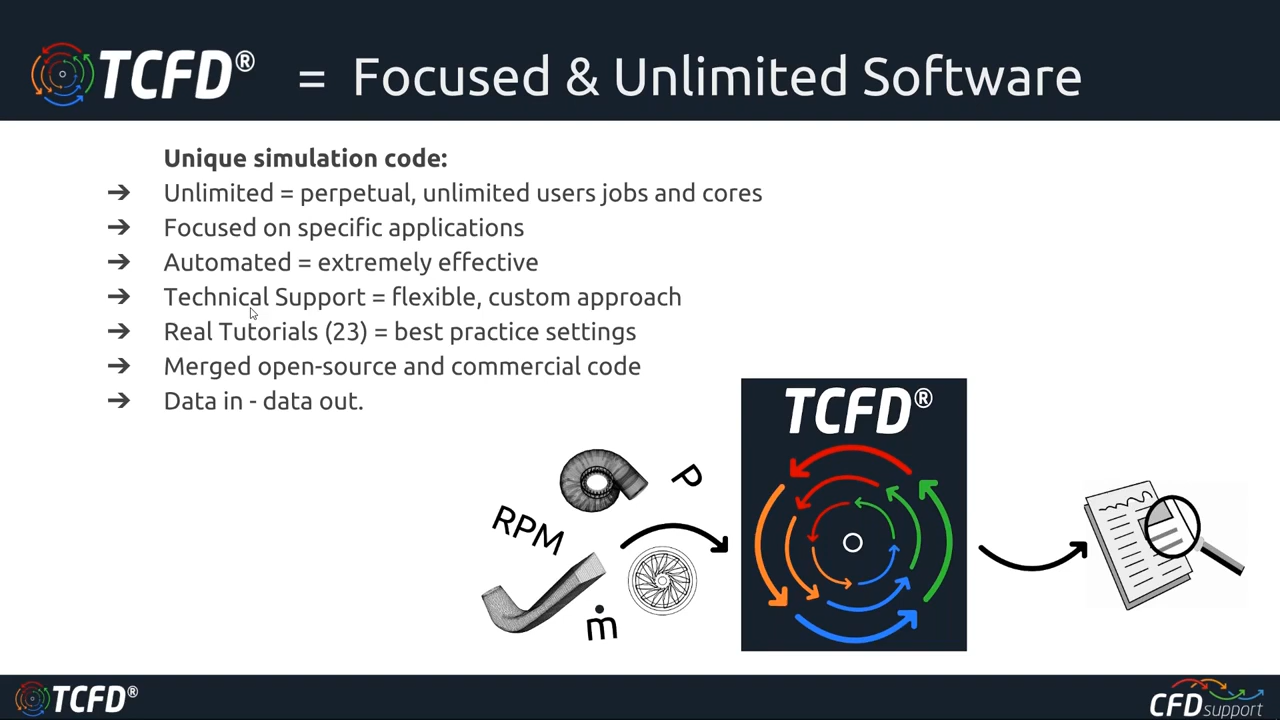 TCFD® = Focused & Unlimited Software
Unique simulation code:
➔ Unlimited = perpetual, unlimited users jobs and cores
➔ Focused on specific applications
➔ Automated = extremely effective
➔ Technical Support = flexible, custom approach
➔ Real Tutorials (23) = best practice settings
➔ Merged open-source and commercial code
➔ Data in - data out.
TCFD®
P
RPM
ṁ
TCFD®
CFD support